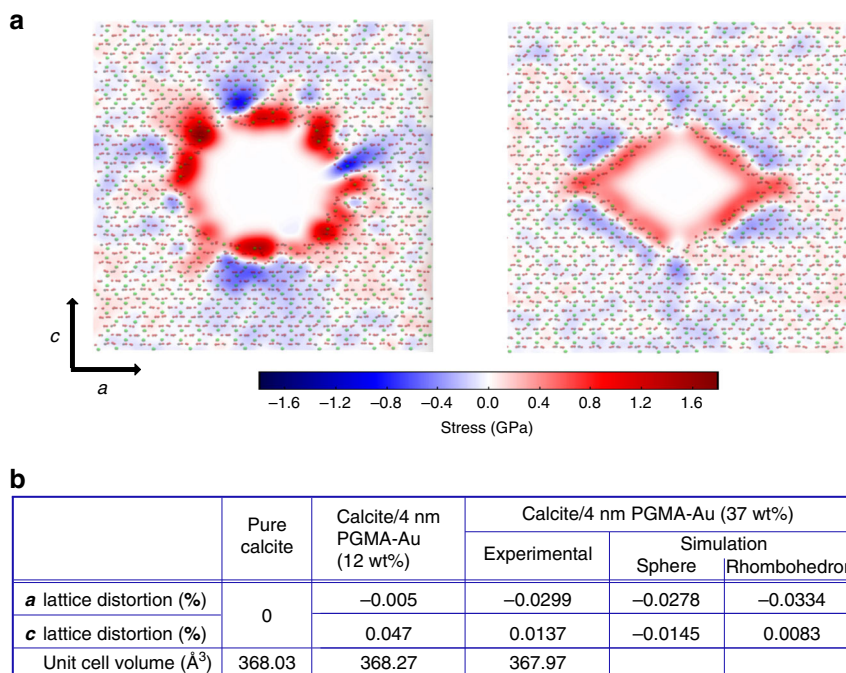 a
c
a
−1.6 −1.2 −0.8 −0.4 0.0 0.4 0.8 1.2 1.6
Stress (GPa)
b
Pure calcite
Calcite/4 nm PGMA-Au (12 wt%)
Calcite/4 nm PGMA-Au (37 wt%)
Experimental
Simulation
Sphere Rhombohedron
a lattice distortion (%) 0 −0.005 −0.0299 −0.0278 −0.0334
c lattice distortion (%) 0.047 0.0137 −0.0145 0.0083
Unit cell volume (Å³) 368.03 368.27 367.97